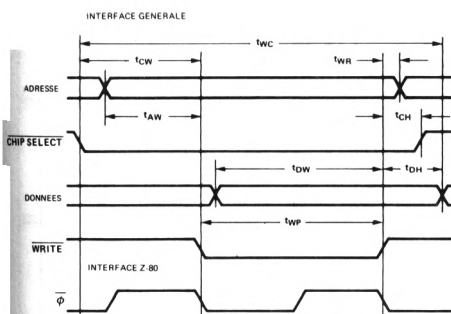 INTERFACE GENERALE
tWC
tCW
tWR
ADRESSE
tAW
tCH
CHIP SELECT
tDW
tDH
DONNEES
tWP
WRITE
INTERFACE Z-80
ϕ